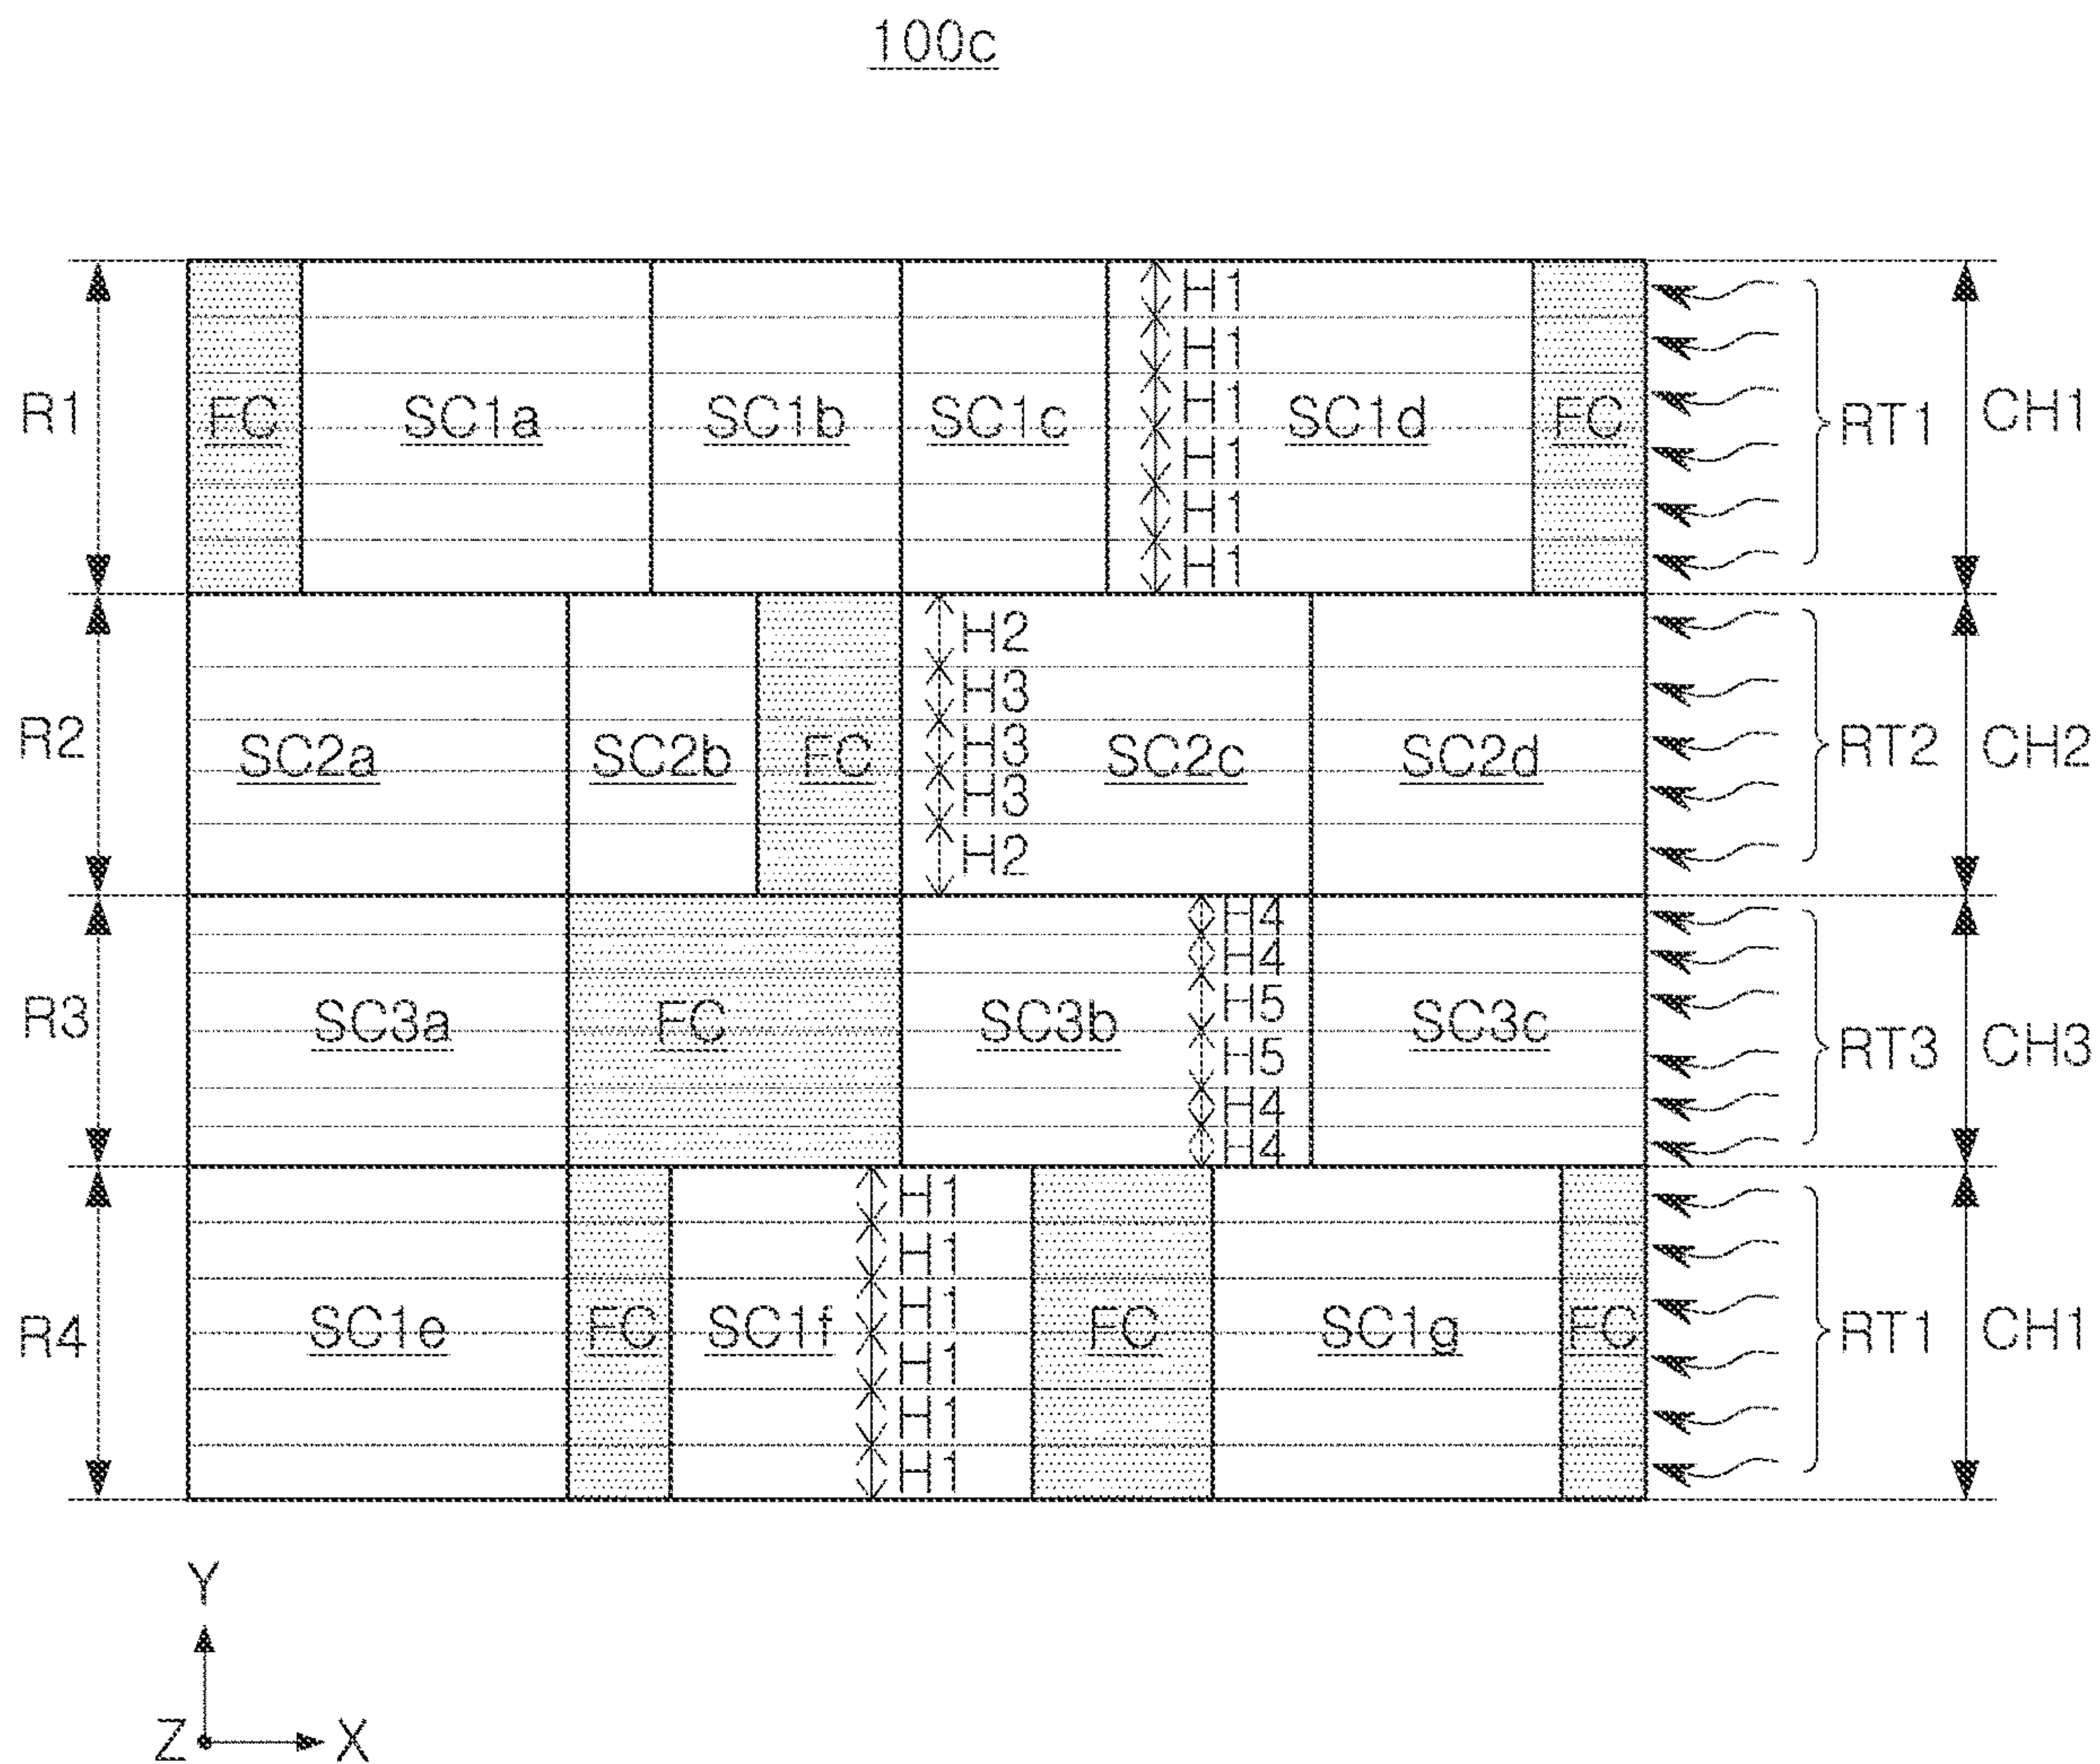 100c
R1
FC SC1a SC1b SC1c SC1d FC
H1
H1
H1
H1
H1
H1
RT1 CH1
R2
SC2a SC2b FC SC2c SC2d
H2
H3
H3
H3
H2
RT2 CH2
R3
SC3a FC SC3b SC3c
H4
H4
H5
H5
H4
H4
RT3 CH3
R4
SC1e FC SC1f FC SC1g FC
H1
H1
H1
H1
H1
H1
RT1 CH1
Y
Z X